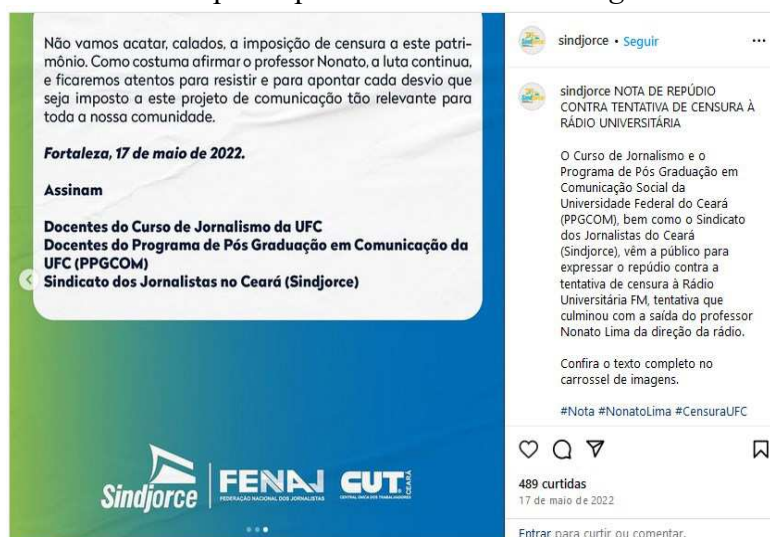 Não vamos acatar, calados, a imposição de censura a este patri-
mônio. Como costuma afirmar o professor Nonato, a luta continua,
e ficaremos atentos para resistir e para apontar cada desvio que
seja imposto a este projeto de comunicação tão relevante para
toda a nossa comunidade.
Fortaleza, 17 de maio de 2022.
Assinam
Docentes do Curso de Jornalismo da UFC
Docentes do Programa de Pós Graduação em Comunicação da
UFC (PPGCOM)
Sindicato dos Jornalistas no Ceará (Sindjorce)
Sindjorce
FENAJ
FEDERAÇÃO NACIONAL DOS JORNALISTAS
CUT
CENTRAL ÚNICA DOS TRABALHADORES
CEARÁ
sindjorce • Seguir
sindjorce NOTA DE REPÚDIO
CONTRA TENTATIVA DE CENSURA À
RÁDIO UNIVERSITÁRIA
O Curso de Jornalismo e o
Programa de Pós Graduação em
Comunicação Social da
Universidade Federal do Ceará
(PPGCOM), bem como o Sindicato
dos Jornalistas do Ceará
(Sindjorce), vêm a público para
expressar o repúdio contra a
tentativa de censura à Rádio
Universitária FM, tentativa que
culminou com a saída do professor
Nonato Lima da direção da rádio.
Confira o texto completo no
carrossel de imagens.
#Nota #NonatoLima #CensuraUFC
489 curtidas
17 de maio de 2022
Entrar para curtir ou comentar.